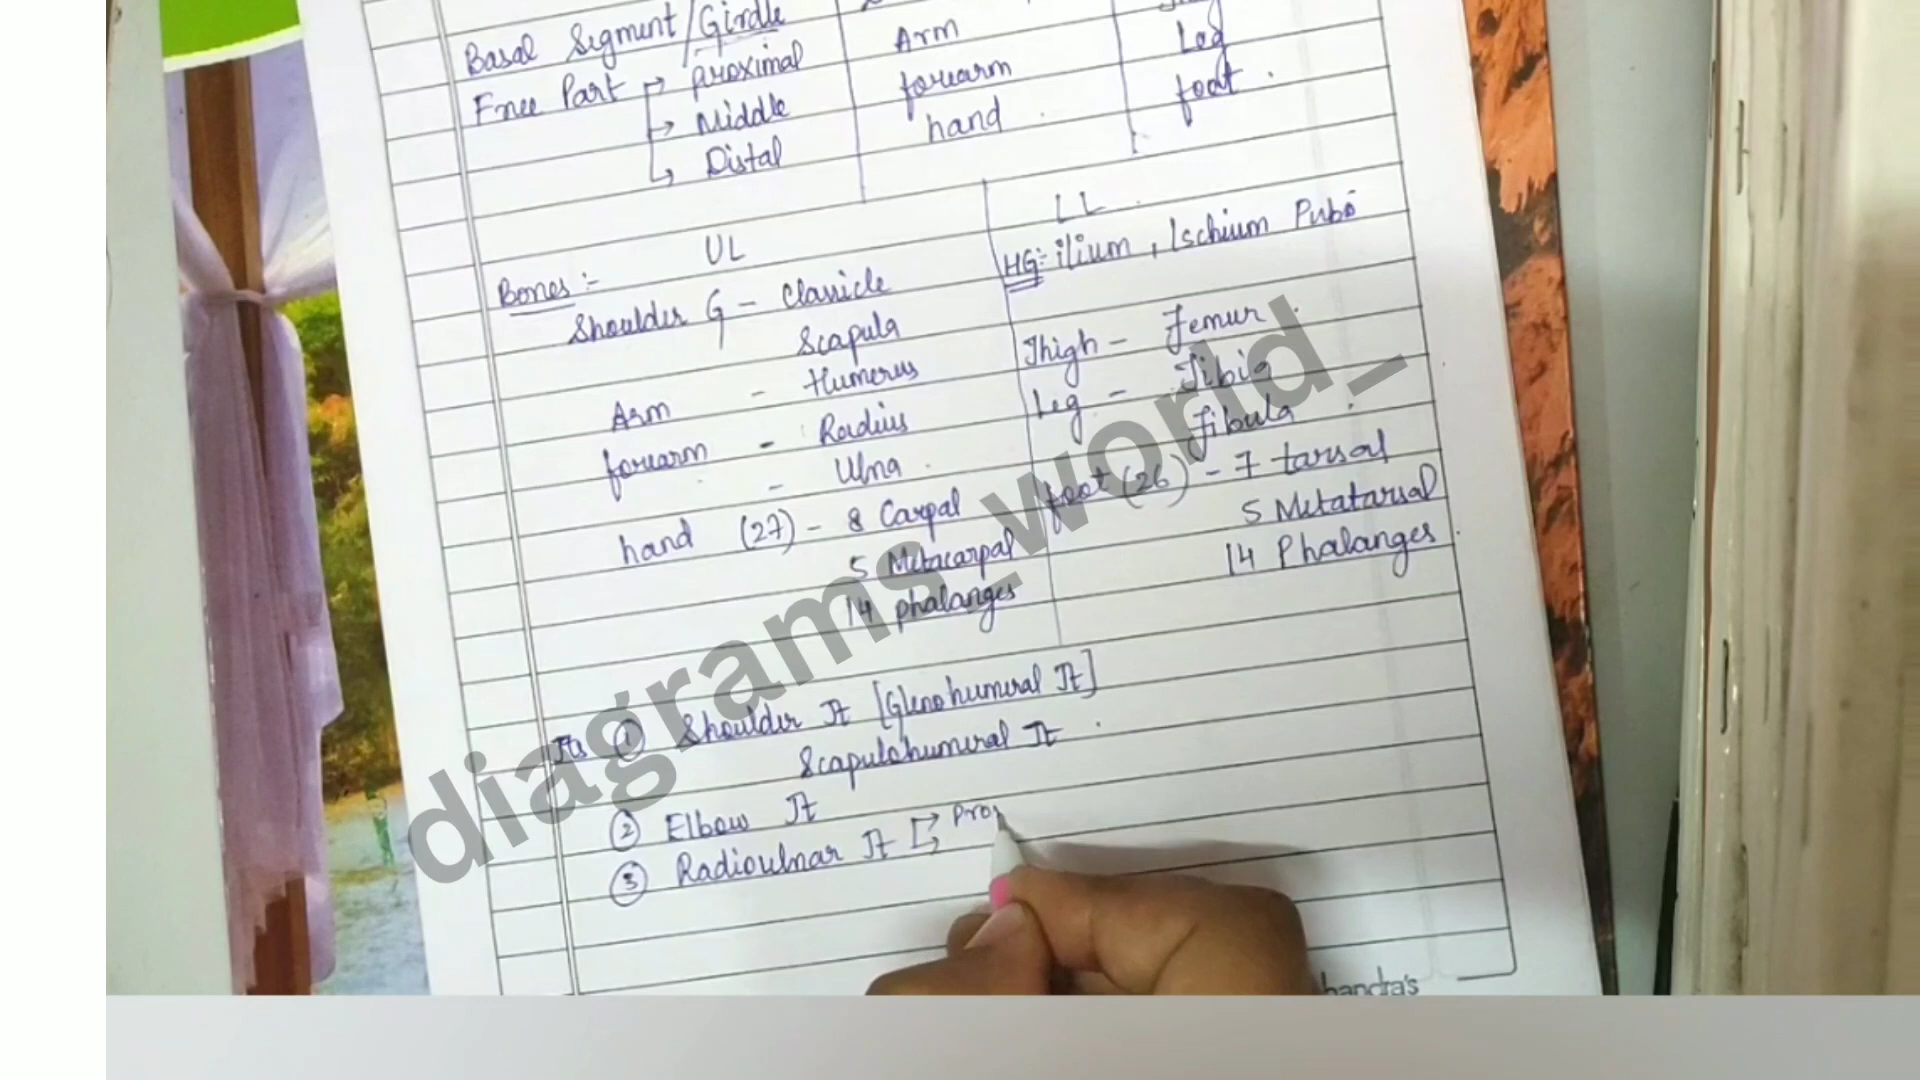 Basal Segment/Girdle
Free Part → proximal Arm Leg
→ Middle forearm foot.
→ Distal hand.
UL LL
Bones :- HG:- ilium, Ischium Pubis
Shoulder G - Clavicle
Scapula Thigh - Femur.
Arm - Humerus Leg - Tibia
forearm - Radius Fibula
- Ulna
hand (27) - 8 Carpal foot (26) - 7 tarsal
5 Metacarpal 5 Metatarsal
14 phalanges 14 Phalanges
Jts ① Shoulder Jt [Glenohumeral Jt]
Scapulohumeral Jt
② Elbow Jt
③ Radioulnar Jt → Prox
diagrams_world_
handra's